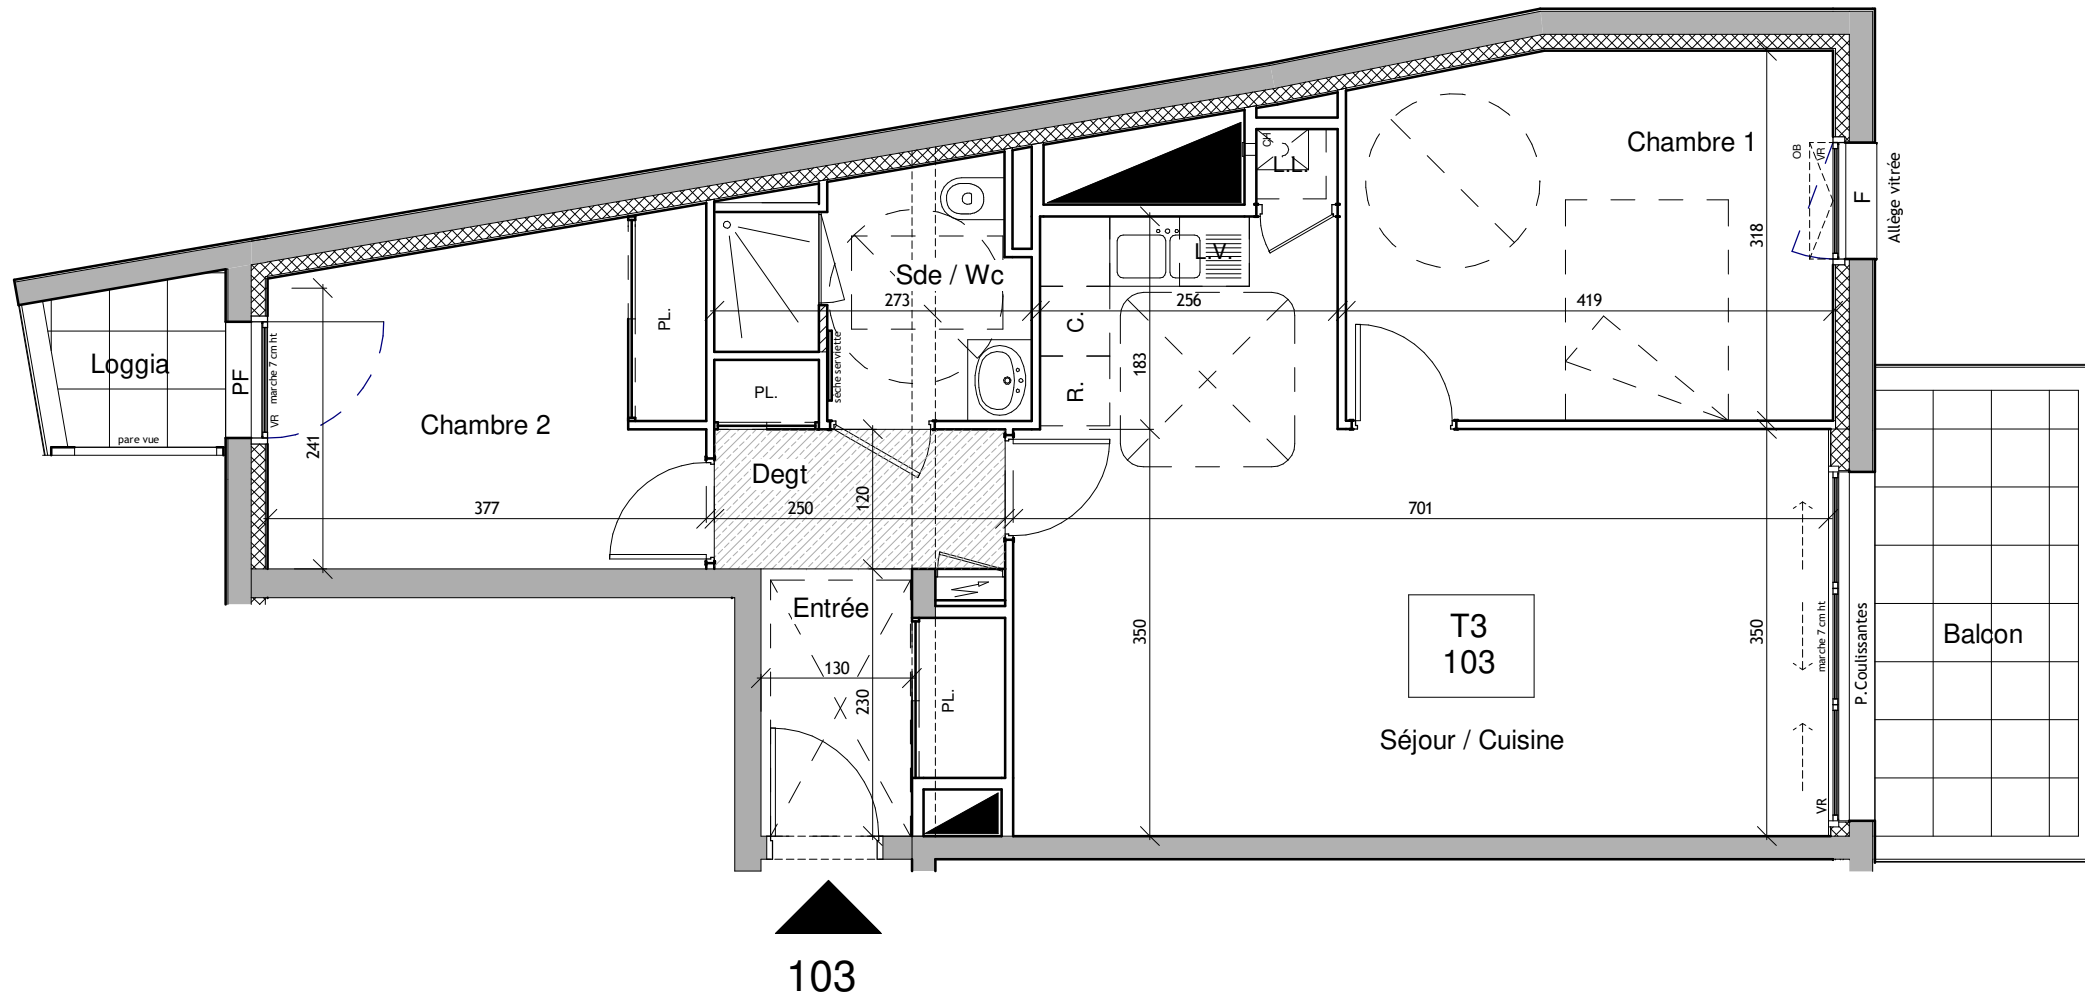 Chambre 1
OB
VR
F
Allège vitrée
318
419
CH
L.L.
L.V.
Sde / Wc
273
256
C.
R.
183
PL.
PL.
sèche serviette
Loggia
pare vue
PF
VR marche 7 cm ht
241
Chambre 2
377
Degt
250
120
701
Entrée
130
230
PL.
350
T3
103
Séjour / Cuisine
350
marche 7 cm ht
VR
P.Coulissantes
Balcon
103